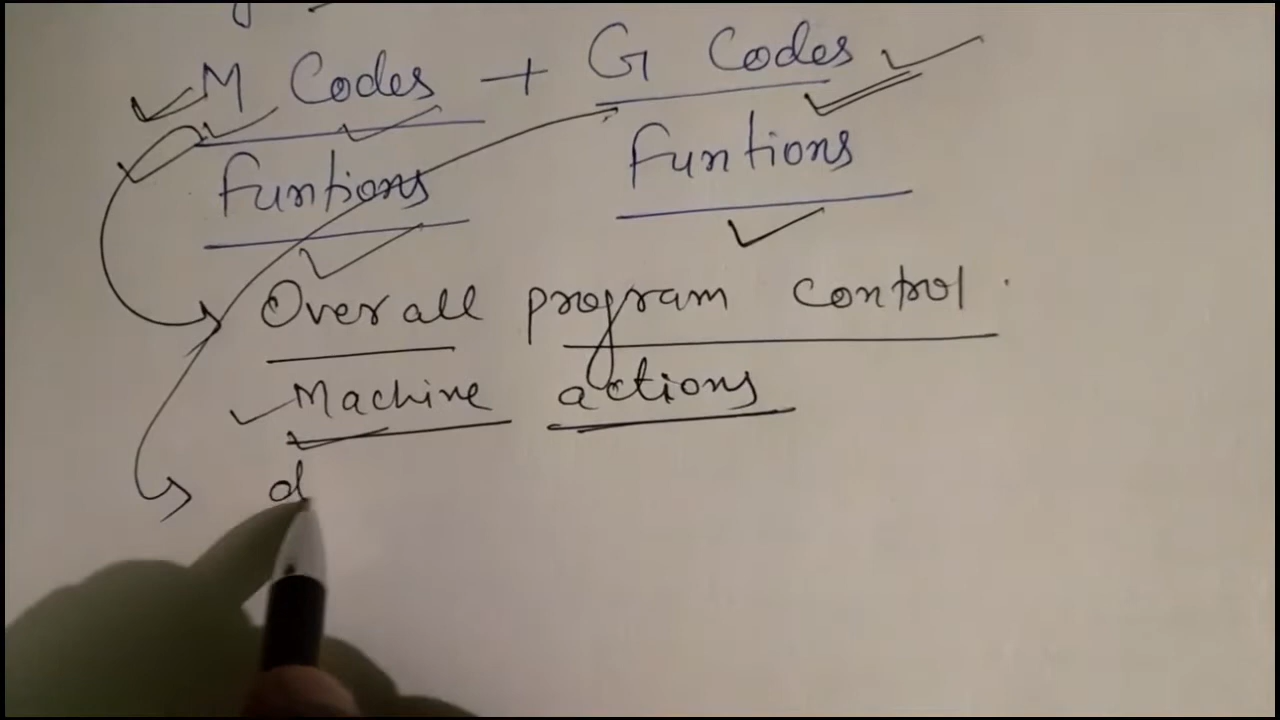 M Codes + G Codes
Funtions Funtions
Overall program control.
Machine actions
d